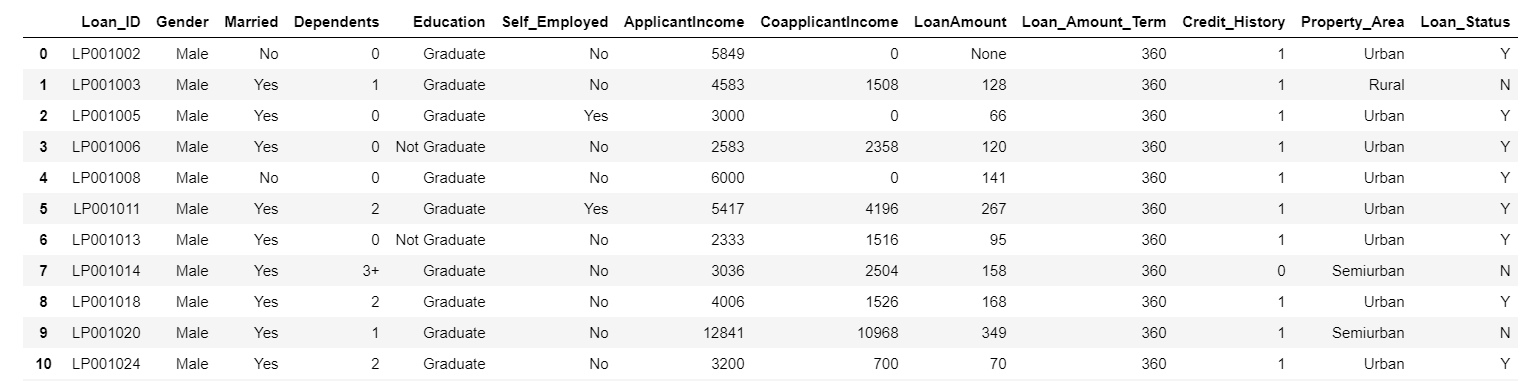 Loan_ID Gender Married Dependents Education Self_Employed ApplicantIncome CoapplicantIncome LoanAmount Loan_Amount_Term Credit_History Property_Area Loan_Status
0 LP001002 Male No 0 Graduate No 5849 0 None 360 1 Urban Y
1 LP001003 Male Yes 1 Graduate No 4583 1508 128 360 1 Rural N
2 LP001005 Male Yes 0 Graduate Yes 3000 0 66 360 1 Urban Y
3 LP001006 Male Yes 0 Not Graduate No 2583 2358 120 360 1 Urban Y
4 LP001008 Male No 0 Graduate No 6000 0 141 360 1 Urban Y
5 LP001011 Male Yes 2 Graduate Yes 5417 4196 267 360 1 Urban Y
6 LP001013 Male Yes 0 Not Graduate No 2333 1516 95 360 1 Urban Y
7 LP001014 Male Yes 3+ Graduate No 3036 2504 158 360 0 Semiurban N
8 LP001018 Male Yes 2 Graduate No 4006 1526 168 360 1 Urban Y
9 LP001020 Male Yes 1 Graduate No 12841 10968 349 360 1 Semiurban N
10 LP001024 Male Yes 2 Graduate No 3200 700 70 360 1 Urban Y